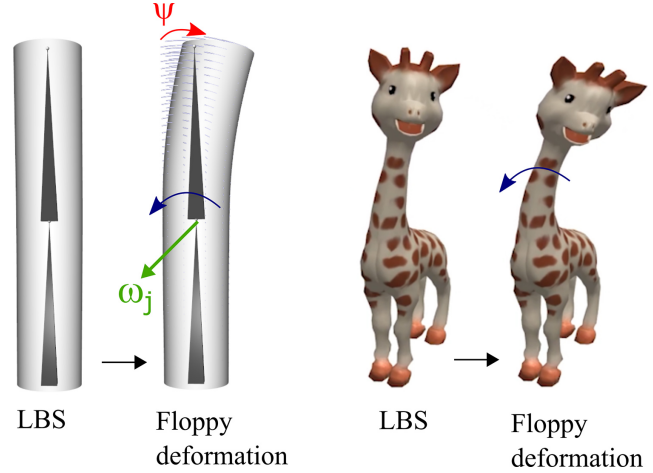 ψ
ωj
LBS
Floppy
deformation
LBS
Floppy
deformation